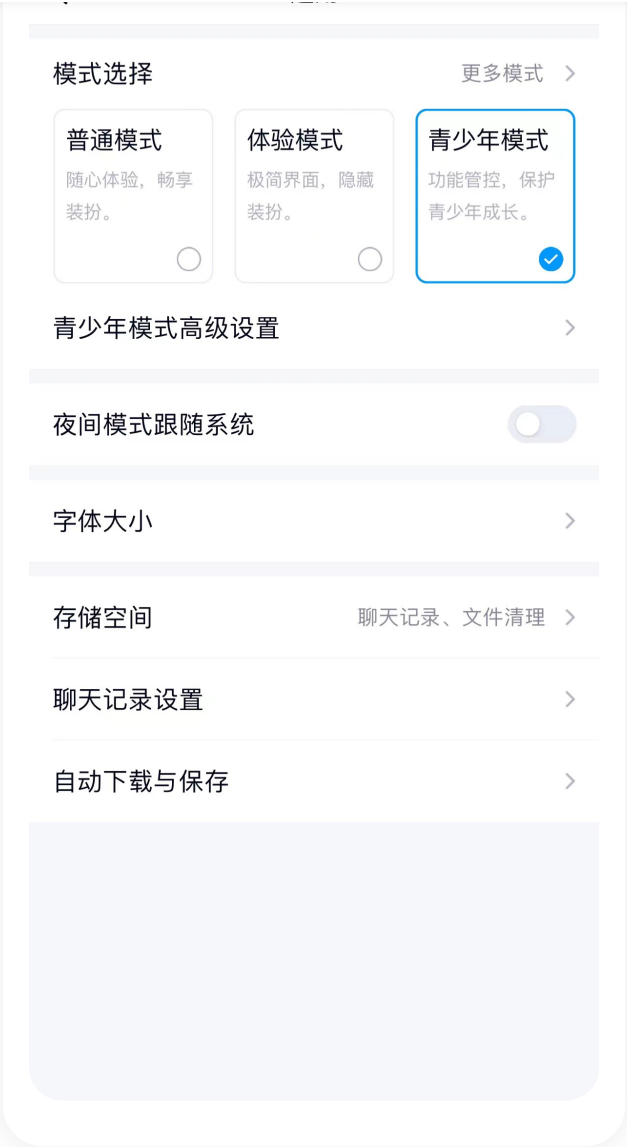 模式选择
更多模式
普通模式
随心体验，畅享
装扮。
体验模式
极简界面，隐藏
装扮。
青少年模式
功能管控，保护
青少年成长。
青少年模式高级设置
夜间模式跟随系统
字体大小
存储空间
聊天记录、文件清理
聊天记录设置
自动下载与保存